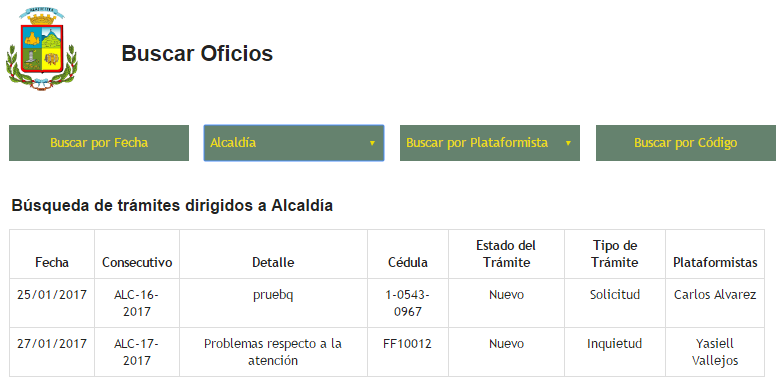 Buscar Oficios
Buscar por Fecha
Alcaldía
Buscar por Plataformista
Buscar por Código
Búsqueda de trámites dirigidos a Alcaldía
Fecha
Consecutivo
Detalle
Cédula
Estado del
Trámite
Tipo de
Trámite
Plataformistas
25/01/2017
ALC-16-
2017
pruebq
1-0543-
0967
Nuevo
Solicitud
Carlos Alvarez
27/01/2017
ALC-17-
2017
Problemas respecto a la
atención
FF10012
Nuevo
Inquietud
Yasiell
Vallejos